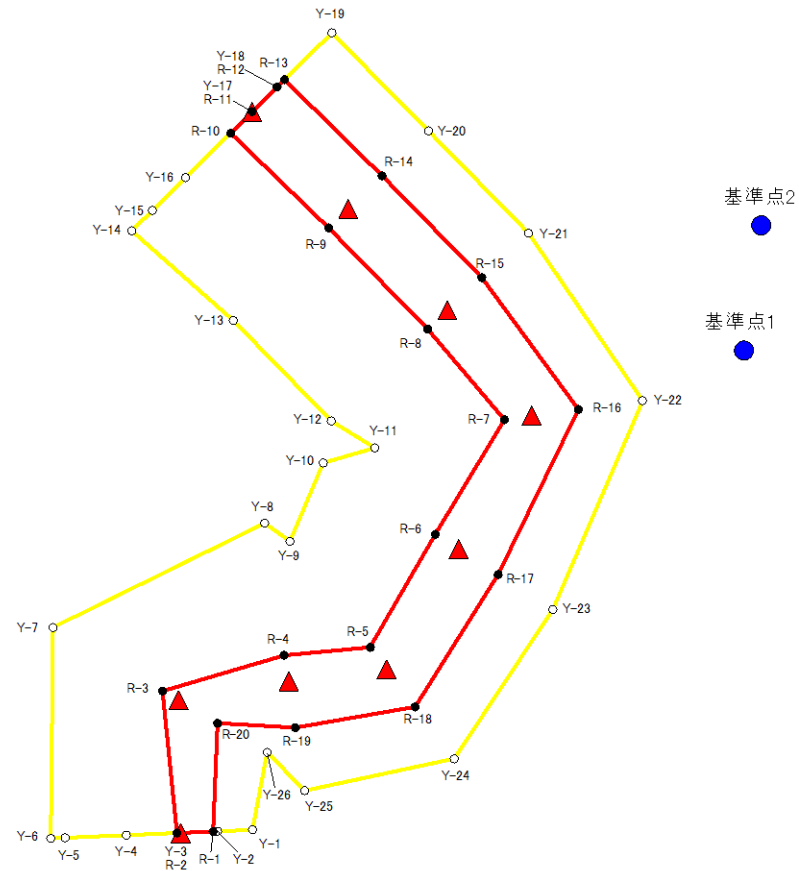 Y-19
Y-18
R-12
R-13
Y-17
R-11
R-10
Y-20
R-14
Y-16
基準点2
Y-15
Y-14
R-9
Y-21
R-15
Y-13
基準点1
R-8
Y-22
R-16
R-7
Y-12
Y-11
Y-10
Y-8
R-6
Y-9
R-17
Y-23
Y-7
R-5
R-4
R-3
R-18
R-20
R-19
Y-24
Y-26
Y-25
Y-6
Y-5
Y-4
Y-3
R-2
R-1
Y-2
Y-1